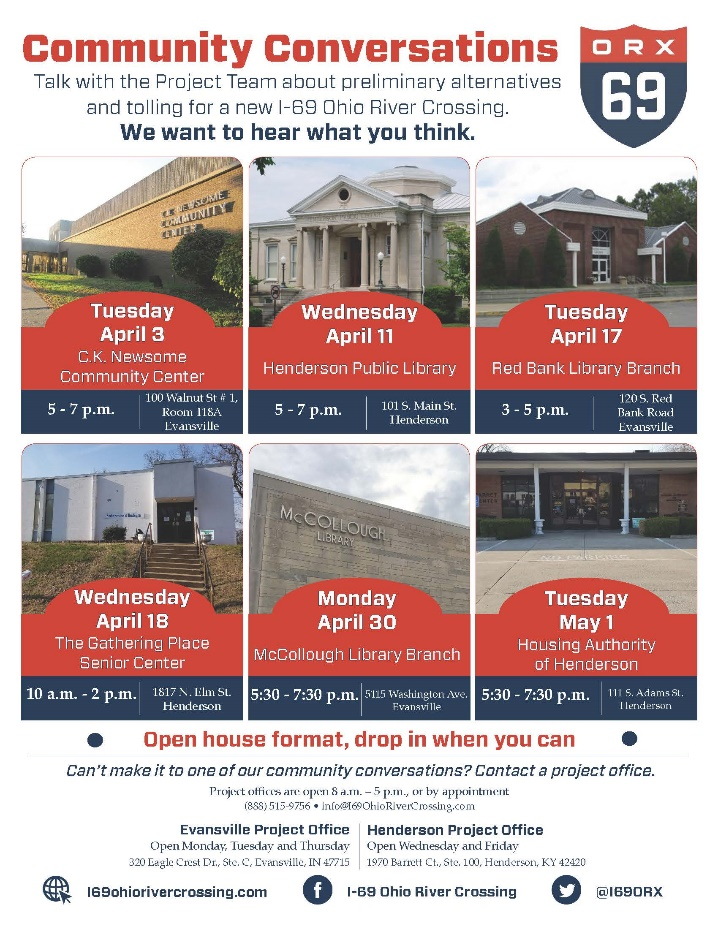 Community Conversations
Talk with the Project Team about preliminary alternatives
and tolling for a new I-69 Ohio River Crossing.
We want to hear what you think.
ORX
69
C.K. NEWSOME
COMMUNITY
CENTER
Tuesday
April 3
C.K. Newsome
Community Center
5 - 7 p.m.
100 Walnut St # 1,
Room 118A
Evansville
Wednesday
April 11
Henderson Public Library
5 - 7 p.m.
101 S. Main St.
Henderson
Tuesday
April 17
Red Bank Library Branch
3 - 5 p.m.
120 S. Red
Bank Road
Evansville
Wednesday
April 18
The Gathering Place
Senior Center
10 a.m. - 2 p.m.
1817 N. Elm St.
Henderson
McCOLLOUGH
LIBRARY
Monday
April 30
McCollough Library Branch
5:30 - 7:30 p.m.
5115 Washington Ave.
Evansville
Tuesday
May 1
Housing Authority
of Henderson
5:30 - 7:30 p.m.
111 S. Adams St.
Henderson
Open house format, drop in when you can
Can't make it to one of our community conversations? Contact a project office.
Project offices are open 8 a.m. – 5 p.m., or by appointment
(888) 515-9756 • info@I69OhioRiverCrossing.com
Evansville Project Office
Open Monday, Tuesday and Thursday
320 Eagle Crest Dr., Ste. C, Evansville, IN 47715
Henderson Project Office
Open Wednesday and Friday
1970 Barrett Ct., Ste. 100, Henderson, KY 42420
I69ohiorivercrossing.com
I-69 Ohio River Crossing
@I69ORX